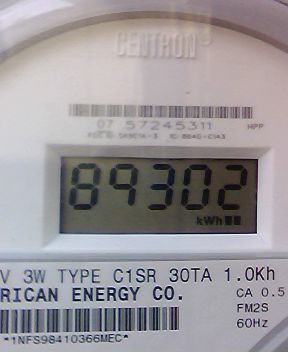 CENTRON
07 57245311 HPP
89302
kWh
V 3W TYPE C1SR 30TA 1.0Kh
RICAN ENERGY CO. CA 0.5
FM2S
60Hz
*1NFS98410366MEC*